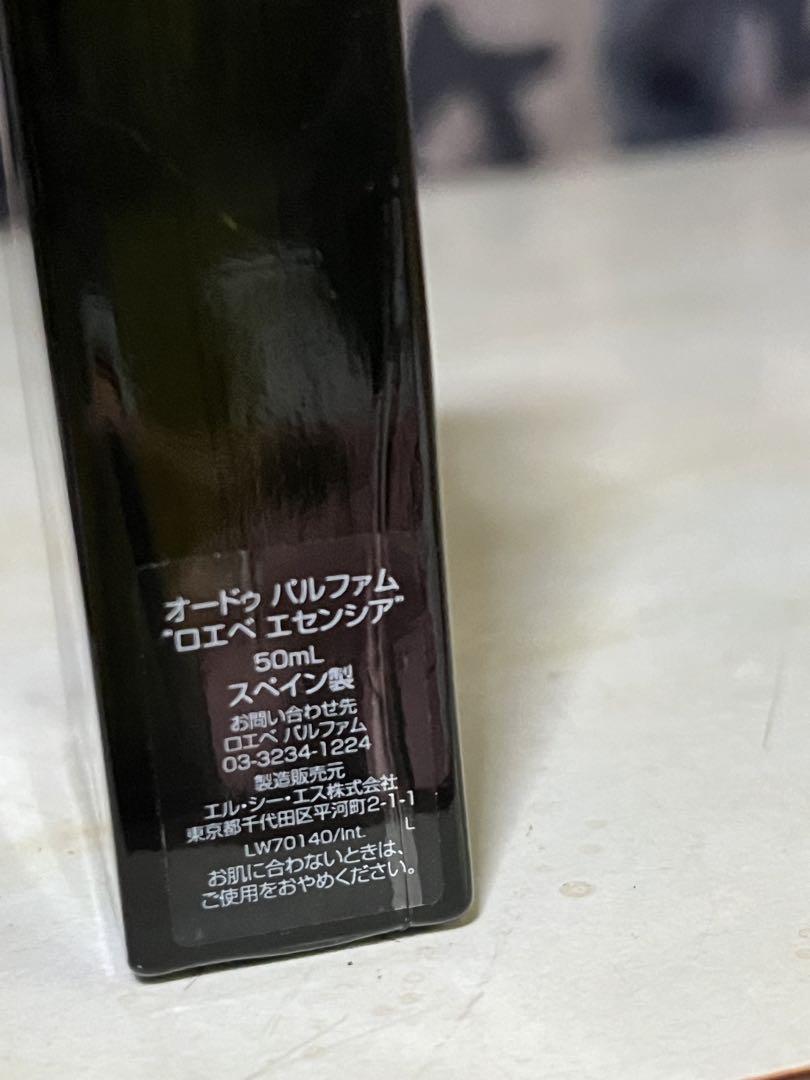 オードゥ パルファム
"ロエベ エセンシア"
50mL
スペイン製
お問い合わせ先
ロエベ パルファム
03-3234-1224
製造販売元
エル・シー・エス株式会社
東京都千代田区平河町2-1-1
LW70140/Int. L
お肌に合わないときは、
ご使用をおやめください。